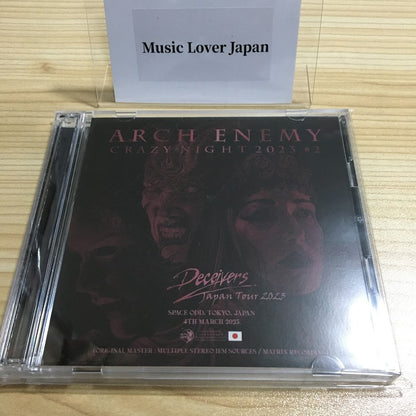 Music Lover Japan
ARCH ENEMY
CRAZY NIGHT 2023 #2
Deceivers
Japan Tour 2023
SPACE ODD, TOKYO, JAPAN
4TH MARCH 2023
ORIGINAL MASTER : MULTIPLE STEREO IEM SOURCES / MATRIX RECORDING